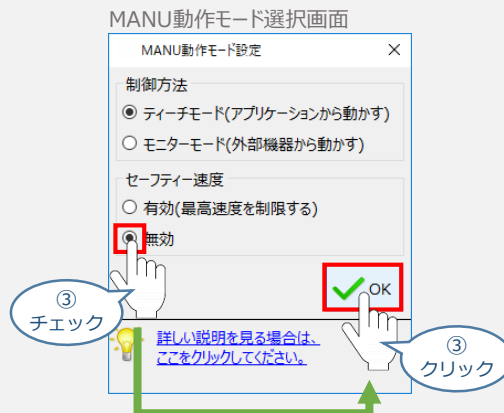 MANU動作モード選択画面
MANU動作モード設定
制御方法
ティーチモード(アプリケーションから動かす)
モニターモード(外部機器から動かす)
セーフティー速度
有効(最高速度を制限する)
無効
OK
③
チェック
詳しい説明を見る場合は、
ここをクリックしてください。
③
クリック